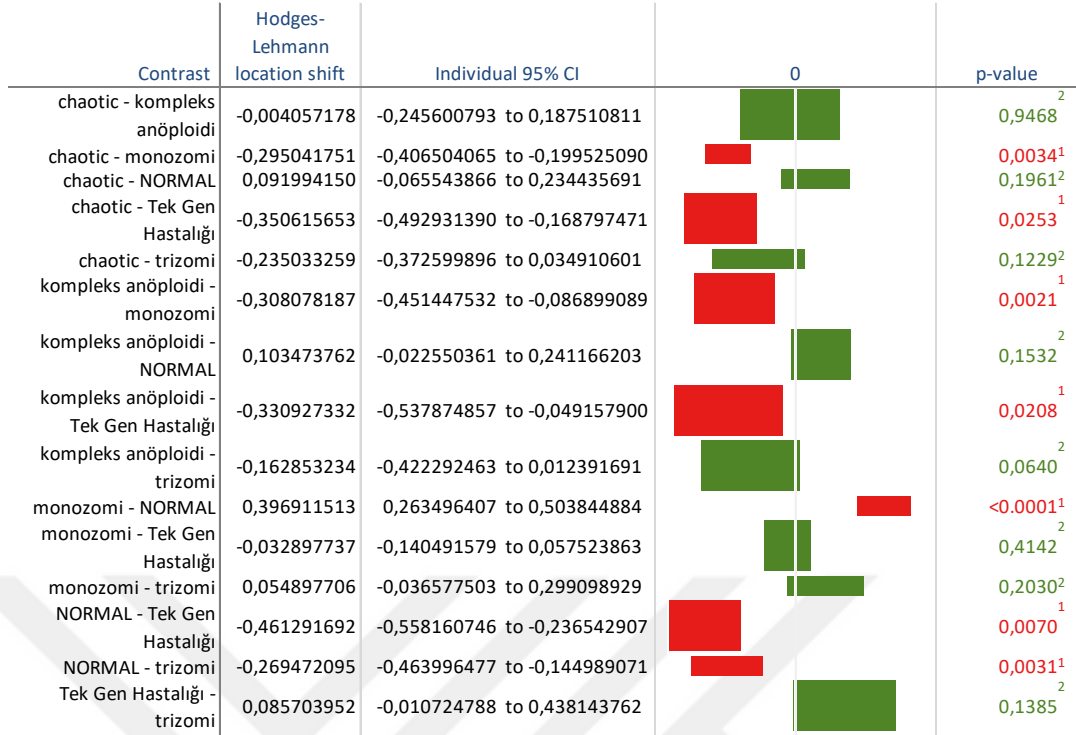 Hodges-
Lehmann
Contrast location shift Individual 95% CI 0 p-value
chaotic - kompleks
anöploidi -0,004057178 -0,245600793 to 0,187510811 0,9468²
chaotic - monozomi -0,295041751 -0,406504065 to -0,199525090 0,0034¹
chaotic - NORMAL 0,091994150 -0,065543866 to 0,234435691 0,1961²
chaotic - Tek Gen
Hastalığı -0,350615653 -0,492931390 to -0,168797471 0,0253¹
chaotic - trizomi -0,235033259 -0,372599896 to 0,034910601 0,1229²
kompleks anöploidi -
monozomi -0,308078187 -0,451447532 to -0,086899089 0,0021¹
kompleks anöploidi -
NORMAL 0,103473762 -0,022550361 to 0,241166203 0,1532²
kompleks anöploidi -
Tek Gen Hastalığı -0,330927332 -0,537874857 to -0,049157900 0,0208¹
kompleks anöploidi -
trizomi -0,162853234 -0,422292463 to 0,012391691 0,0640²
monozomi - NORMAL 0,396911513 0,263496407 to 0,503844884 <0.0001¹
monozomi - Tek Gen
Hastalığı -0,032897737 -0,140491579 to 0,057523863 0,4142²
monozomi - trizomi 0,054897706 -0,036577503 to 0,299098929 0,2030²
NORMAL - Tek Gen
Hastalığı -0,461291692 -0,558160746 to -0,236542907 0,0070¹
NORMAL - trizomi -0,269472095 -0,463996477 to -0,144989071 0,0031¹
Tek Gen Hastalığı -
trizomi 0,085703952 -0,010724788 to 0,438143762 0,1385²